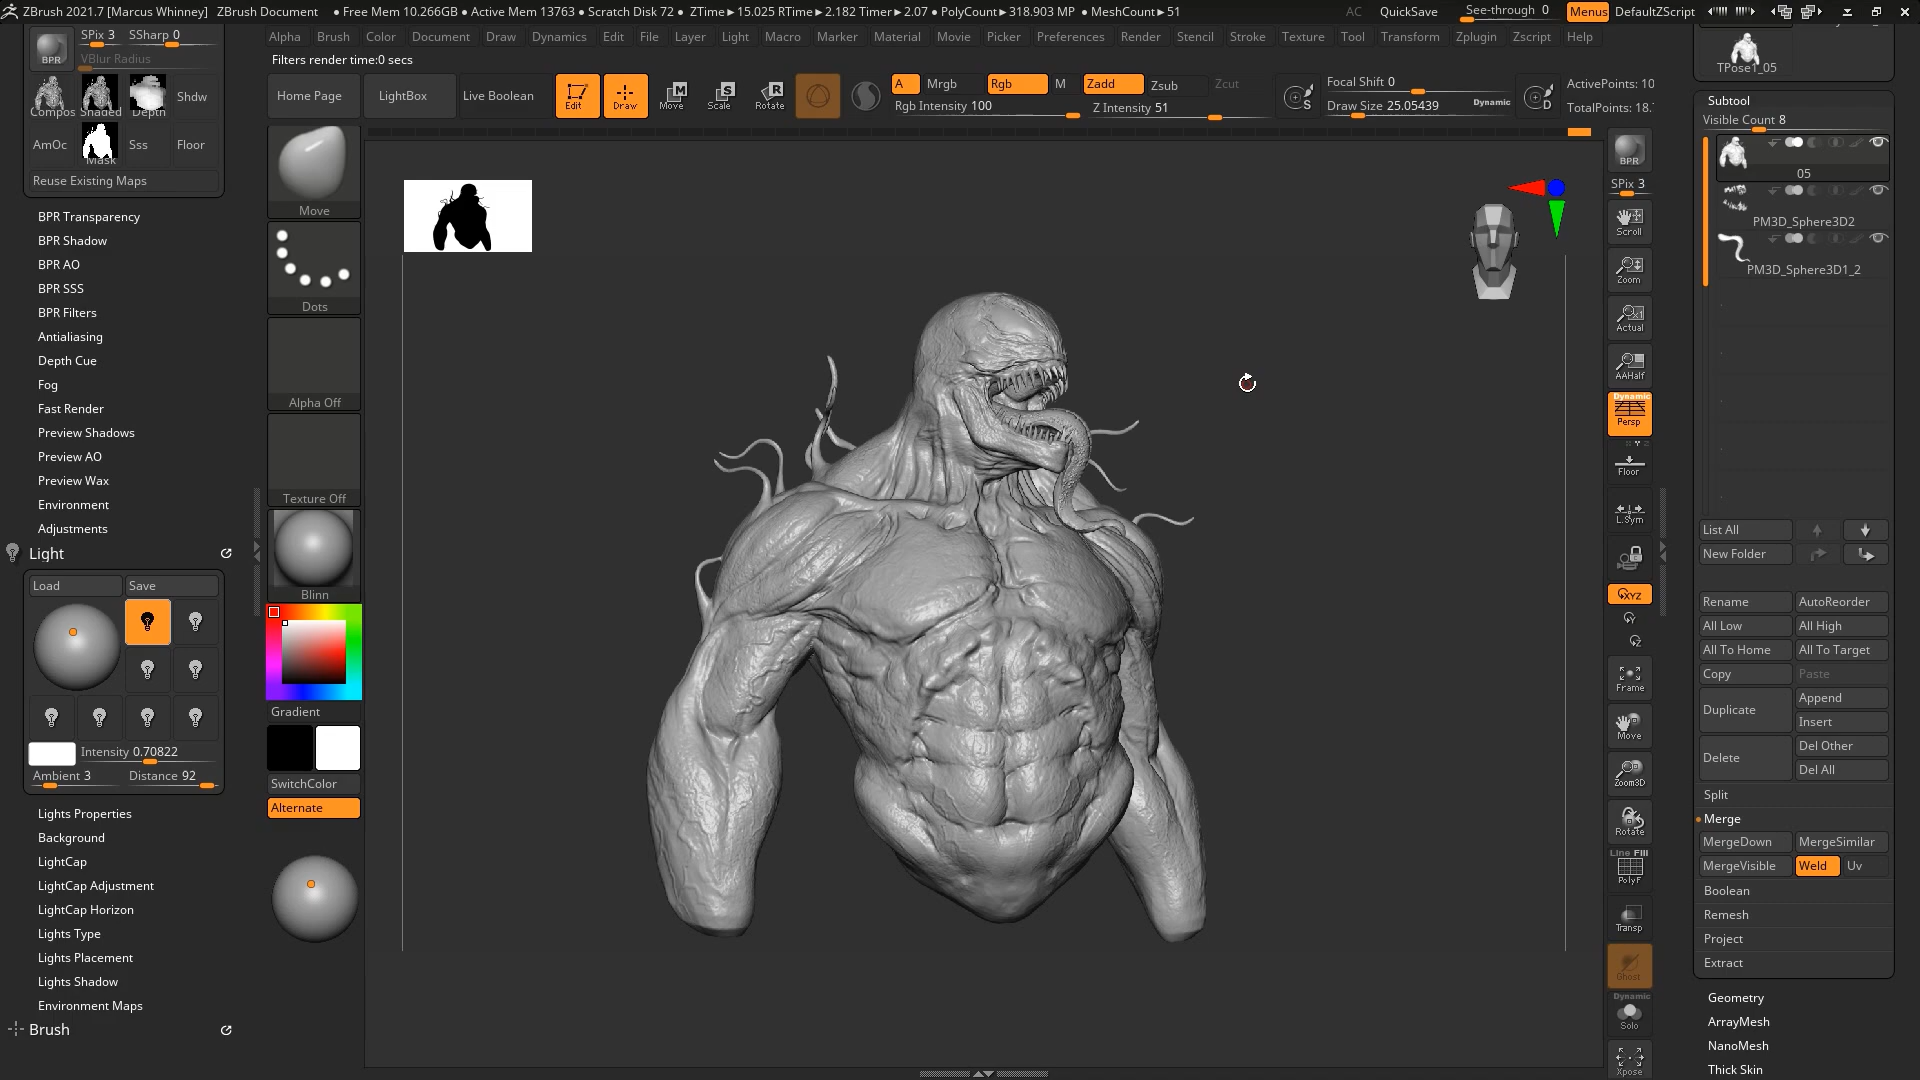 ZBrush 2021.7 [Marcus Whinney] ZBrush Document ● Free Mem 10.266GB ● Active Mem 13763 ● Scratch Disk 72 ● ZTime►15.025 RTime►2.182 Timer►2.07 ● PolyCount►318.903 MP ● MeshCount►51 AC QuickSave See-through 0 Menus DefaultZScript
Alpha Brush Color Document Draw Dynamics Edit File Layer Light Macro Marker Material Movie Picker Preferences Render Stencil Stroke Texture Tool Transform Zplugin Zscript Help
Filters render time:0 secs
Home Page LightBox Live Boolean Edit Draw Move Scale Rotate
M S R
A Mrgb Rgb M Zadd Zsub Zcut
Rgb Intensity 100 Z Intensity 51
Focal Shift 0
Draw Size 25.05439 Dynamic
S D
ActivePoints: 10
TotalPoints: 18.
BPR SPix 3 SSharp 0
VBlur Radius
Compos Shaded Depth Shdw
AmOc Mask Sss Floor
Reuse Existing Maps
BPR Transparency
BPR Shadow
BPR AO
BPR SSS
BPR Filters
Antialiasing
Depth Cue
Fog
Fast Render
Preview Shadows
Preview AO
Preview Wax
Environment
Adjustments
Light
Load Save
Intensity 0.70822
Ambient 3 Distance 92
Lights Properties
Background
LightCap
LightCap Adjustment
LightCap Horizon
Lights Type
Lights Placement
Lights Shadow
Environment Maps
Brush
Move
Dots
Alpha Off
Texture Off
Blinn
Gradient
SwitchColor
Alternate
BPR
SPix 3
Scroll
Zoom
Actual
AAHalf
Dynamic
Persp
Floor
L.Sym
XYZ
Y
Z
Frame
Move
Zoom3D
Rotate
Line Fill
PolyF
Transp
Ghost
Dynamic
Solo
Xpose
TPose1_05
Subtool
Visible Count 8
05
PM3D_Sphere3D2
PM3D_Sphere3D1_2
List All
New Folder
Rename AutoReorder
All Low All High
All To Home All To Target
Copy Paste
Duplicate Append
Insert
Delete Del Other
Del All
Split
Merge
MergeDown MergeSimilar
MergeVisible Weld Uv
Boolean
Remesh
Project
Extract
Geometry
ArrayMesh
NanoMesh
Thick Skin